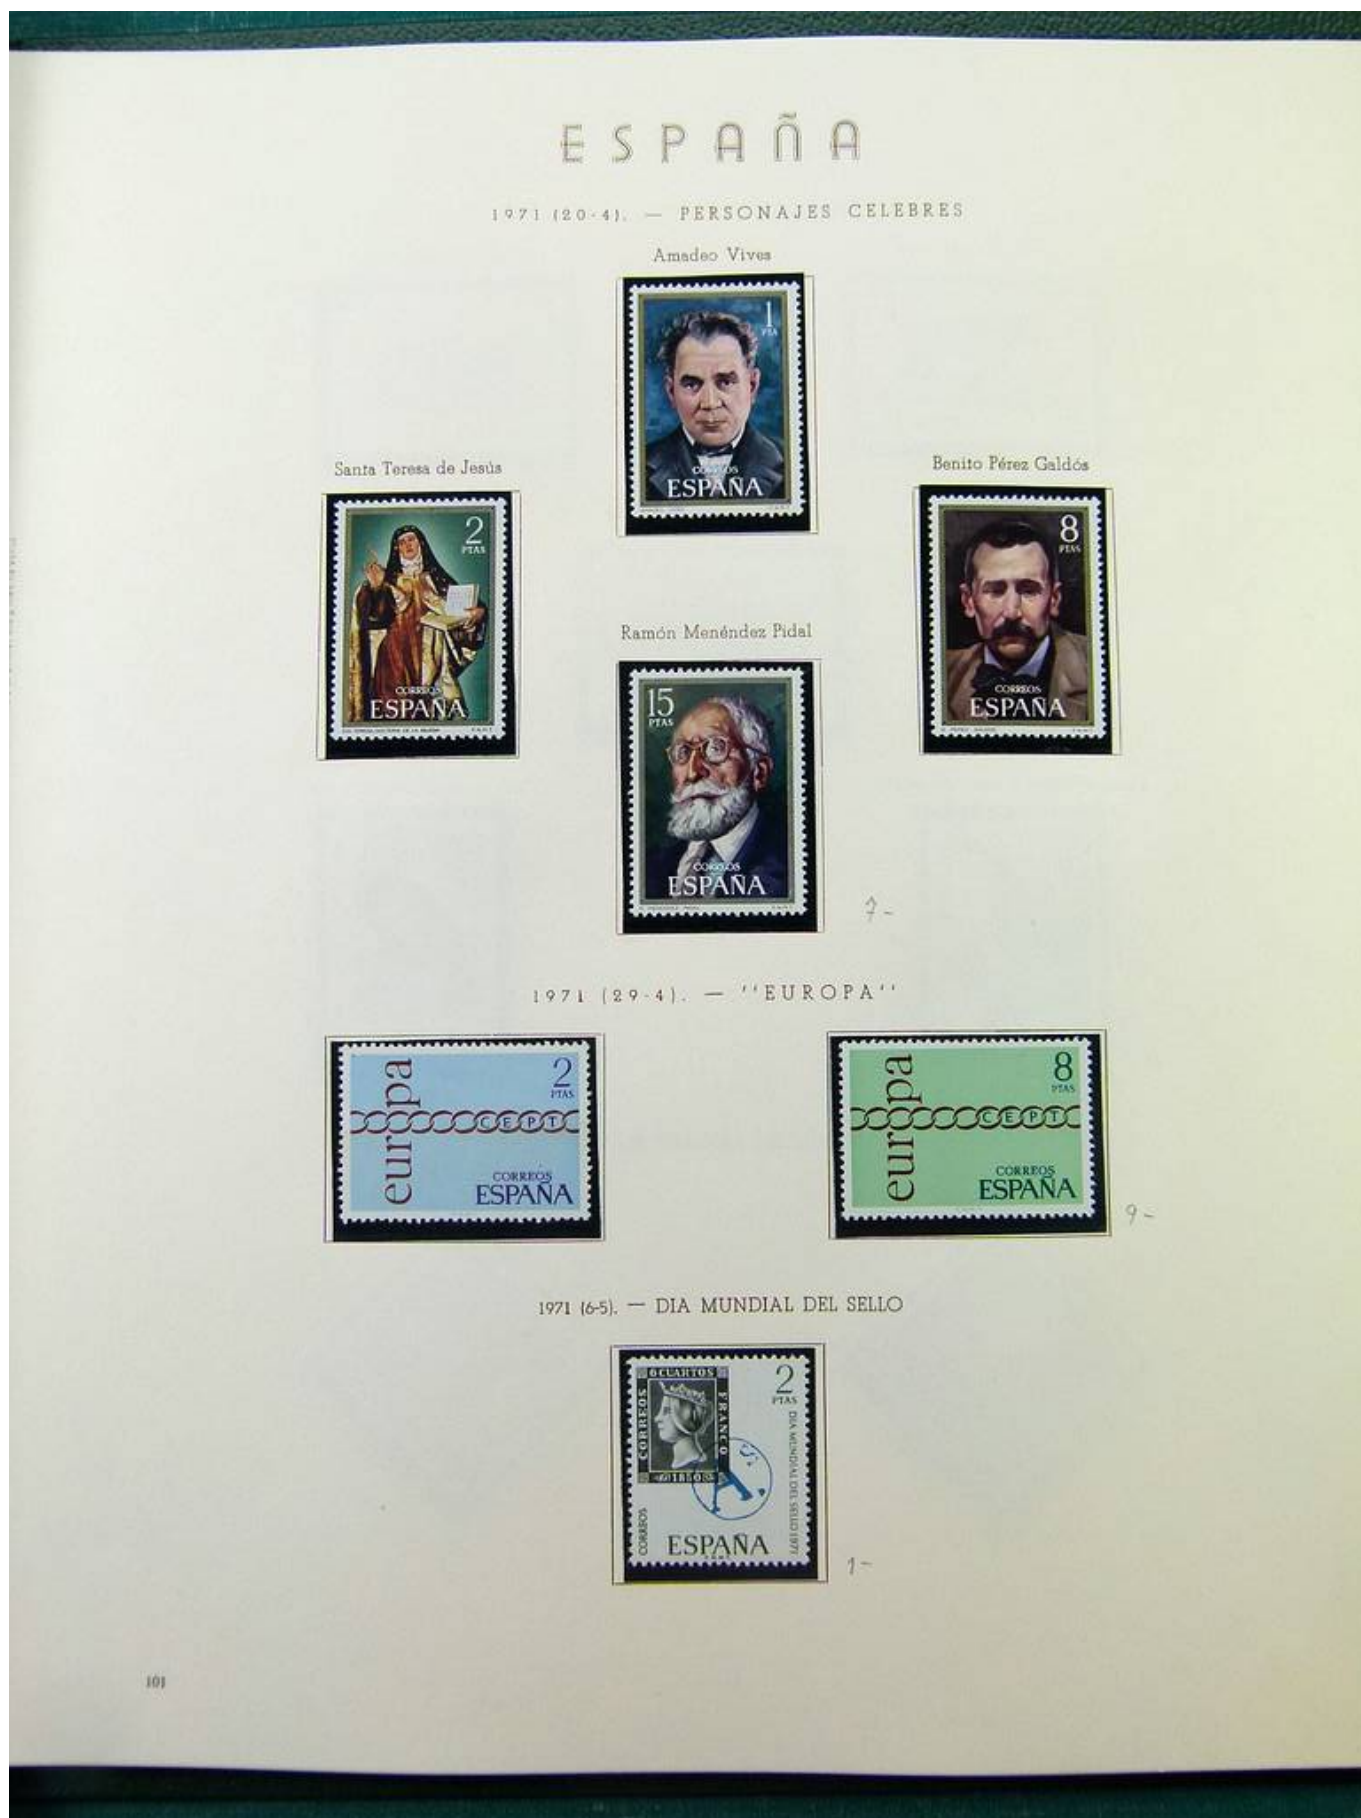 ESPAÑA
1971 (20-4). — PERSONAJES CELEBRES
Amadeo Vives
1
PTA
CORREOS
ESPAÑA
Santa Teresa de Jesús
2
PTAS
CORREOS
ESPAÑA
Benito Pérez Galdós
8
PTAS
CORREOS
ESPAÑA
Ramón Menéndez Pidal
15
PTAS
CORREOS
ESPAÑA
7-
1971 (29-4). — ''EUROPA''
europa
2
PTAS
CEPT
CORREOS
ESPAÑA
europa
8
PTAS
CEPT
CORREOS
ESPAÑA
9-
1971 (6-5). — DIA MUNDIAL DEL SELLO
6 CUARTOS
CORREOS
FRANCO
1850
2
PTAS
DIA MUNDIAL DEL SELLO 1971
A.
CORREOS
ESPAÑA
1-
101